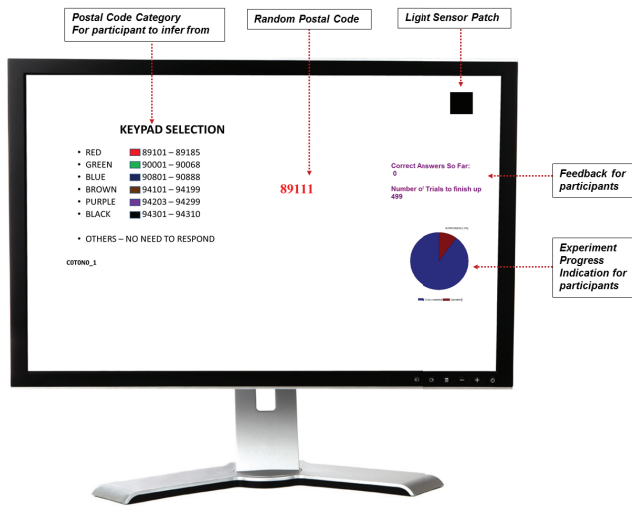 Postal Code Category
For participant to infer from
Random Postal Code
Light Sensor Patch
KEYPAD SELECTION
• RED 89101 – 89185
• GREEN 90001 – 90068
• BLUE 90801 – 90888
• BROWN 94101 – 94199
• PURPLE 94203 – 94299
• BLACK 94301 – 94310
• OTHERS – NO NEED TO RESPOND
COTONO_1
89111
Correct Answers So Far:
0
Number of Trials to finish up
499
Feedback for
participants
Experiment
Progress
Indication for
participants